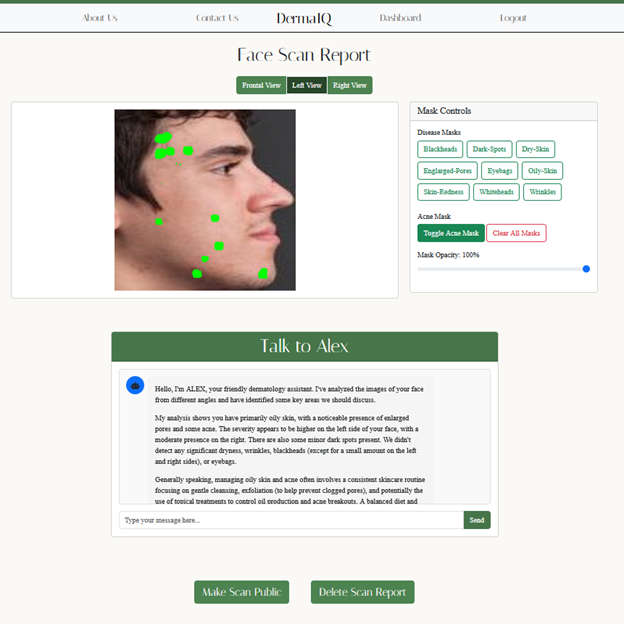 About Us Contact Us DermaIQ Dashboard Logout
Face Scan Report
Frontal View Left View Right View
Mask Controls
Disease Masks
Blackheads Dark-Spots Dry-Skin
Englarged-Pores Eyebags Oily-Skin
Skin-Redness Whiteheads Wrinkles
Acne Mask
Toggle Acne Mask Clear All Masks
Mask Opacity: 100%
Talk to Alex
Hello, I'm ALEX, your friendly dermatology assistant. I've analyzed the images of your face
from different angles and have identified some key areas we should discuss.
My analysis shows you have primarily oily skin, with a noticeable presence of enlarged
pores and some acne. The severity appears to be higher on the left side of your face, with a
moderate presence on the right. There are also some minor dark spots present. We didn't
detect any significant dryness, wrinkles, blackheads (except for a small amount on the left
and right sides), or eyebags.
Generally speaking, managing oily skin and acne often involves a consistent skincare routine
focusing on gentle cleansing, exfoliation (to help prevent clogged pores), and potentially the
use of topical treatments to control oil production and acne breakouts. A balanced diet and
Type your message here...
Send
Make Scan Public Delete Scan Report